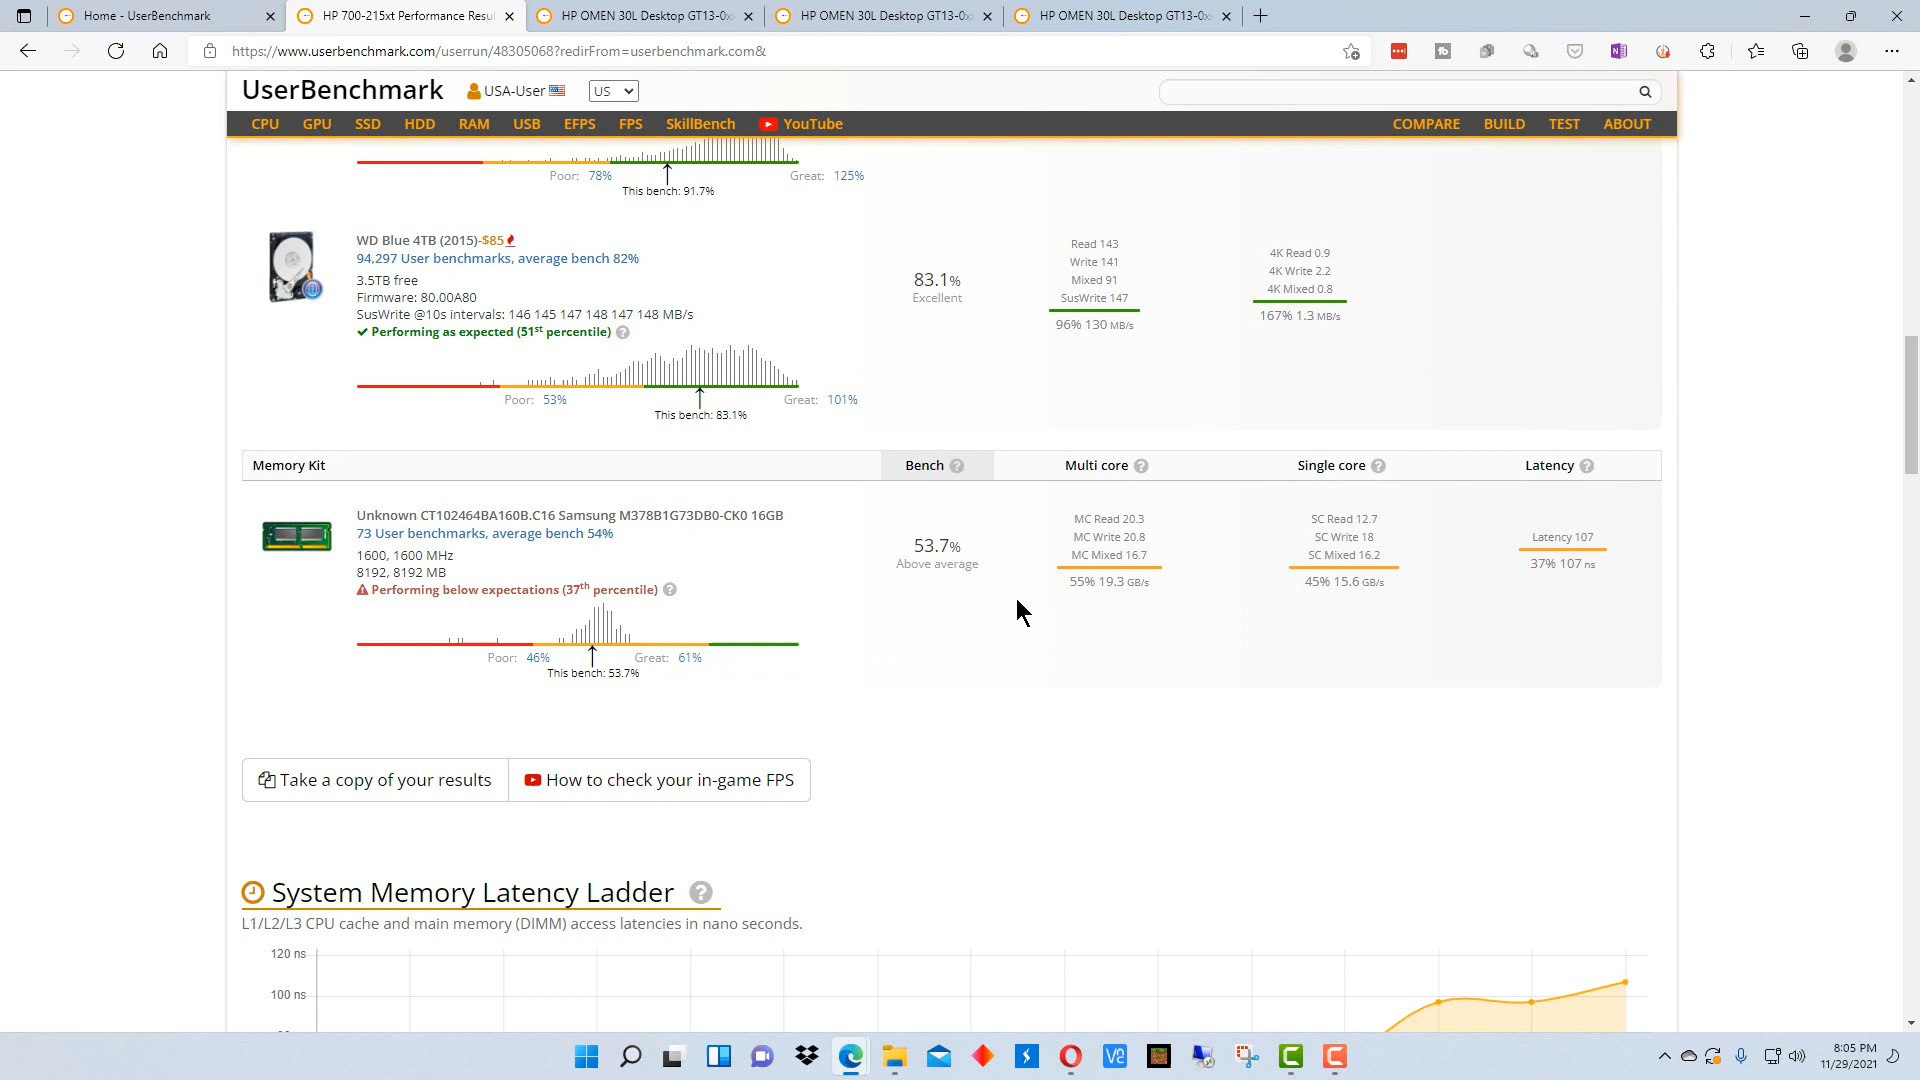 Home - UserBenchmark
HP 700-215xt Performance Resul
HP OMEN 30L Desktop GT13-0x
HP OMEN 30L Desktop GT13-0x
HP OMEN 30L Desktop GT13-0x
https://www.userbenchmark.com/userrun/48305068?redirFrom=userbenchmark.com&
UserBenchmark
USA-User
US
CPU GPU SSD HDD RAM USB EFPS FPS SkillBench YouTube
COMPARE BUILD TEST ABOUT
Poor: 78%
Great: 125%
This bench: 91.7%
WD Blue 4TB (2015)-$85
94,297 User benchmarks, average bench 82%
3.5TB free
Firmware: 80.00A80
SusWrite @10s intervals: 146 145 147 148 147 148 MB/s
Performing as expected (51st percentile)
Poor: 53%
Great: 101%
This bench: 83.1%
83.1%
Excellent
Read 143
Write 141
Mixed 91
SusWrite 147
96% 130 MB/s
4K Read 0.9
4K Write 2.2
4K Mixed 0.8
167% 1.3 MB/s
Memory Kit
Bench ?
Multi core ?
Single core ?
Latency ?
Unknown CT102464BA160B.C16 Samsung M378B1G73DB0-CK0 16GB
73 User benchmarks, average bench 54%
1600, 1600 MHz
8192, 8192 MB
Performing below expectations (37th percentile)
Poor: 46%
Great: 61%
This bench: 53.7%
53.7%
Above average
MC Read 20.3
MC Write 20.8
MC Mixed 16.7
55% 19.3 GB/s
SC Read 12.7
SC Write 18
SC Mixed 16.2
45% 15.6 GB/s
Latency 107
37% 107 ns
Take a copy of your results
How to check your in-game FPS
System Memory Latency Ladder ?
L1/L2/L3 CPU cache and main memory (DIMM) access latencies in nano seconds.
120 ns
100 ns
8:05 PM
11/29/2021